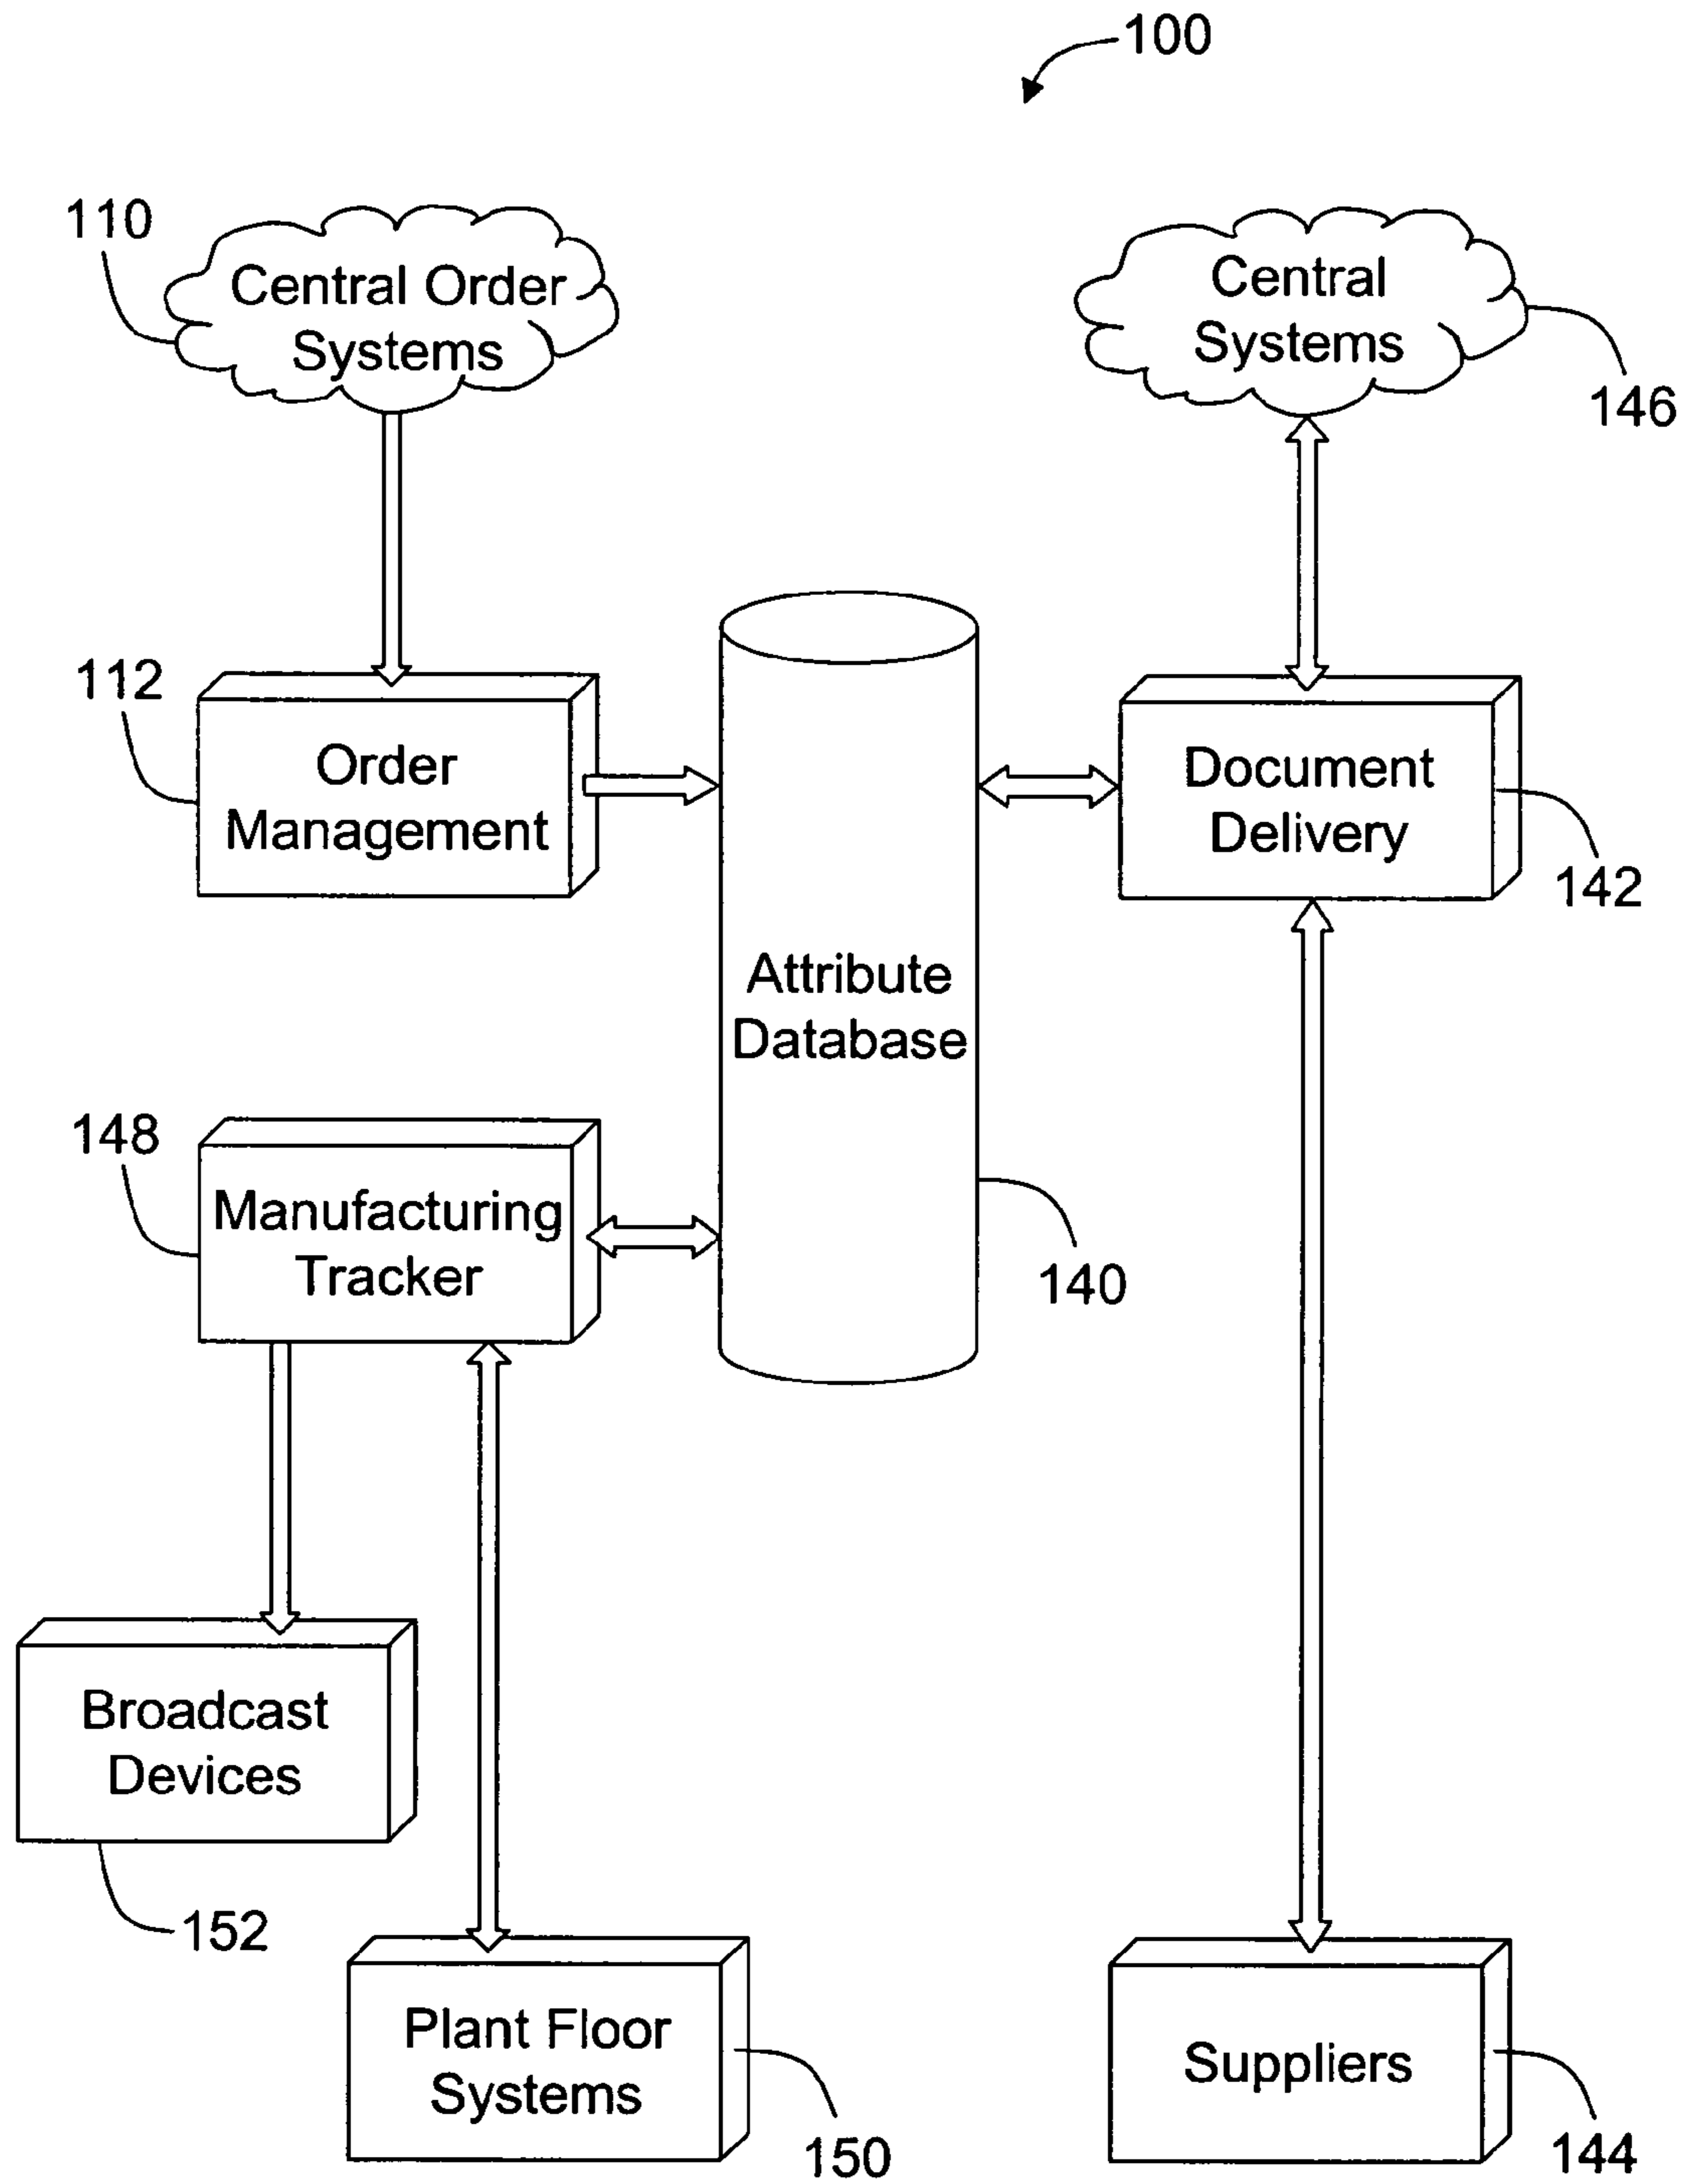 100
110
Central Order
Systems
Central
Systems
146
112
Order
Management
Document
Delivery
142
Attribute
Database
148
Manufacturing
Tracker
140
Broadcast
Devices
152
Plant Floor
Systems
150
Suppliers
144